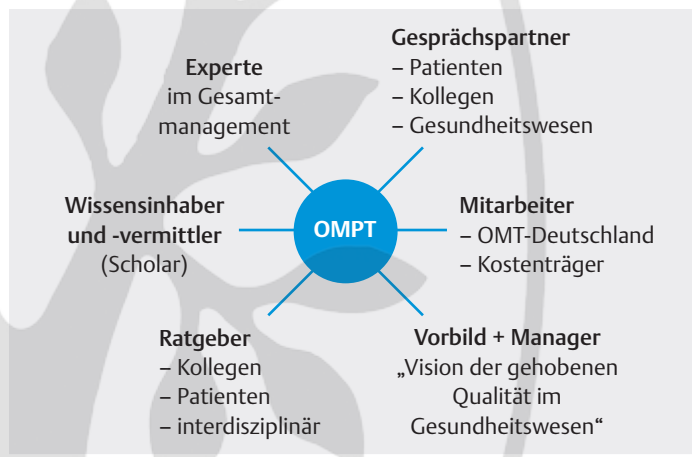 Experte
im Gesamt-
management
Gesprächspartner
– Patienten
– Kollegen
– Gesundheitswesen
Wissensinhaber
und -vermittler
(Scholar)
OMPT
Mitarbeiter
– OMT-Deutschland
– Kostenträger
Ratgeber
– Kollegen
– Patienten
– interdisziplinär
Vorbild + Manager
„Vision der gehobenen
Qualität im
Gesundheitswesen“